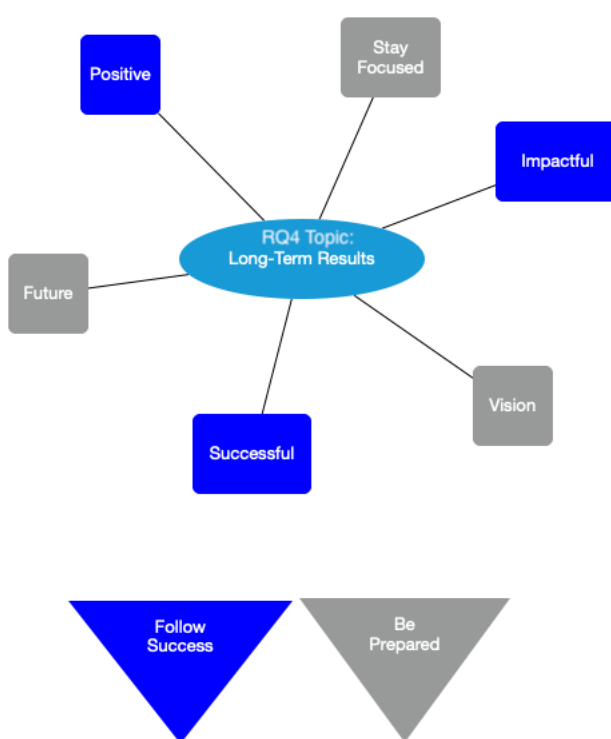 Stay
Focused
Positive
Impactful
RQ4 Topic:
Long-Term Results
Future
Vision
Successful
Follow
Success
Be
Prepared